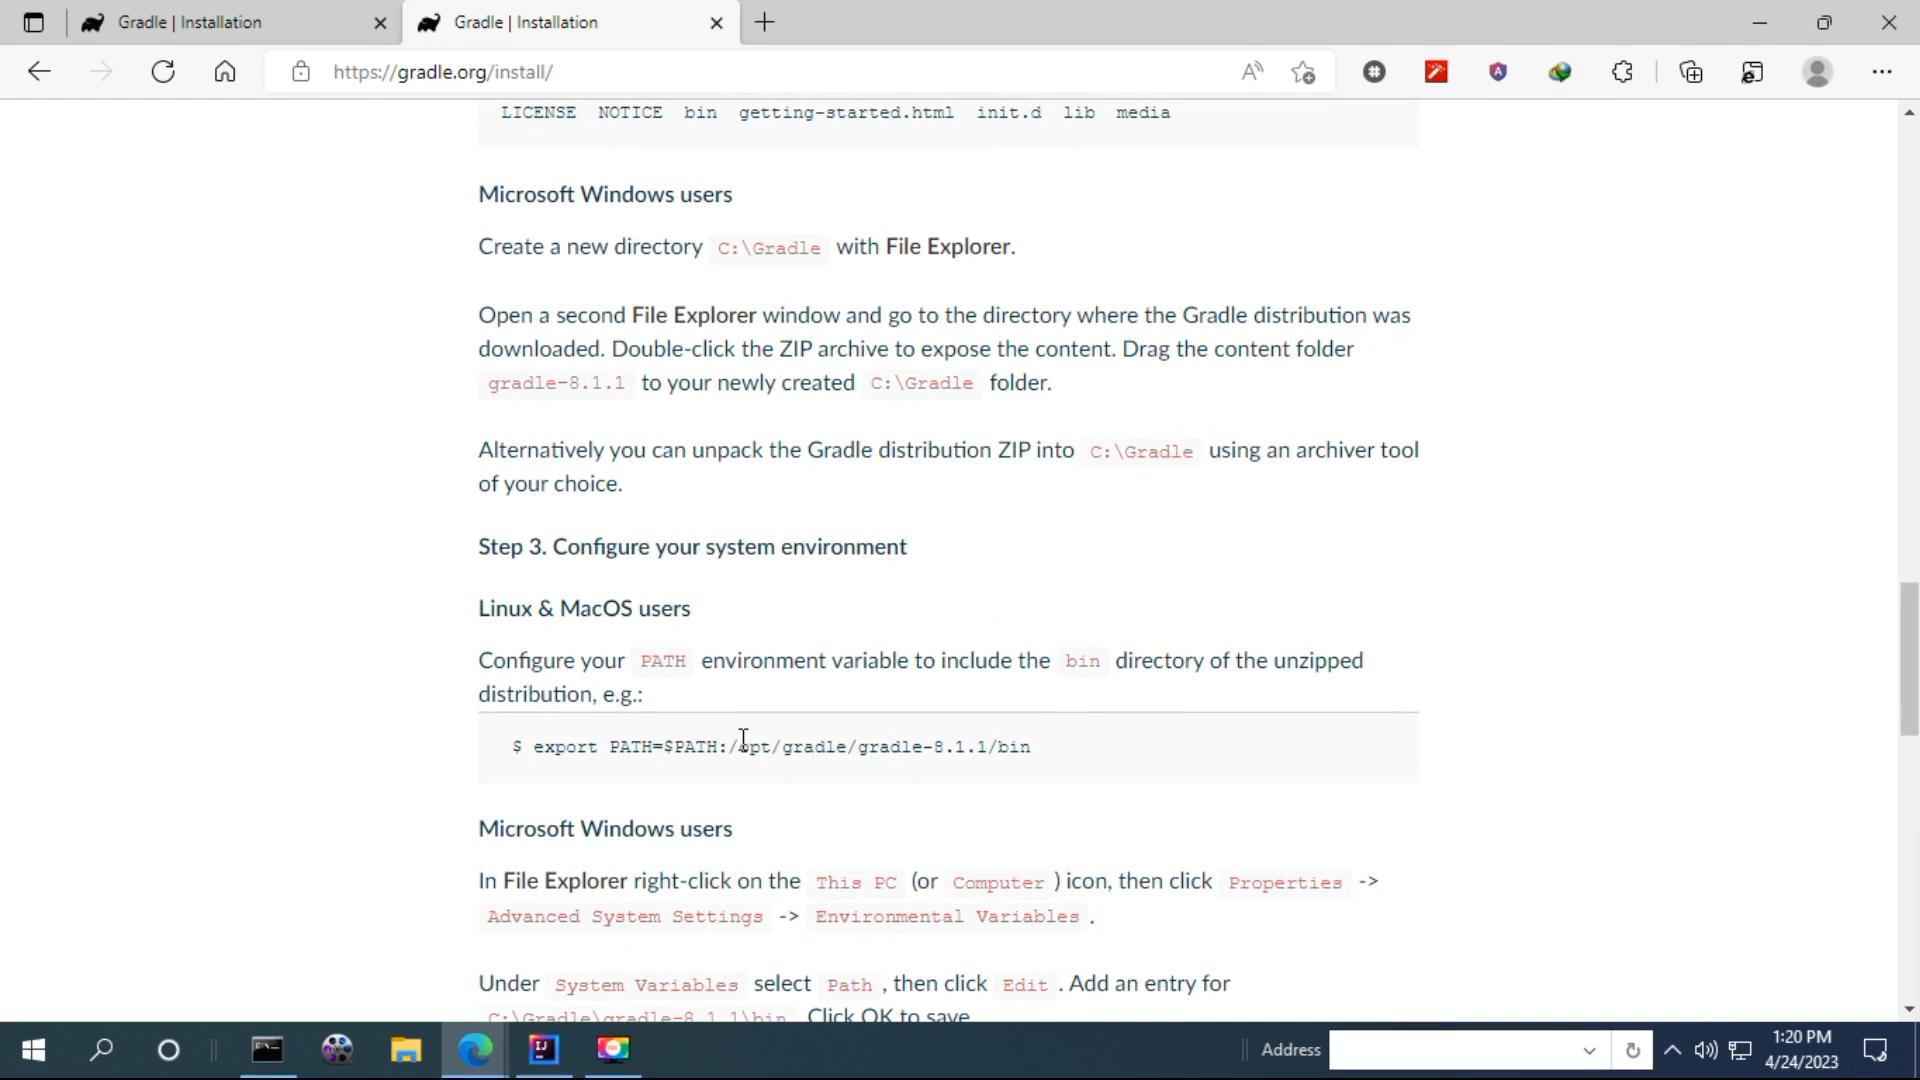 Gradle | Installation
Gradle | Installation
https://gradle.org/install/
LICENSE NOTICE bin getting-started.html init.d lib media
Microsoft Windows users
Create a new directory C:\Gradle with File Explorer.
Open a second File Explorer window and go to the directory where the Gradle distribution was
downloaded. Double-click the ZIP archive to expose the content. Drag the content folder
gradle-8.1.1 to your newly created C:\Gradle folder.
Alternatively you can unpack the Gradle distribution ZIP into C:\Gradle using an archiver tool
of your choice.
Step 3. Configure your system environment
Linux & MacOS users
Configure your PATH environment variable to include the bin directory of the unzipped
distribution, e.g.:
$ export PATH=$PATH:/opt/gradle/gradle-8.1.1/bin
Microsoft Windows users
In File Explorer right-click on the This PC (or Computer ) icon, then click Properties ->
Advanced System Settings -> Environmental Variables .
Under System Variables select Path , then click Edit . Add an entry for
C:\Gradle\gradle-8.1.1\bin . Click OK to save.
Address
1:20 PM
4/24/2023